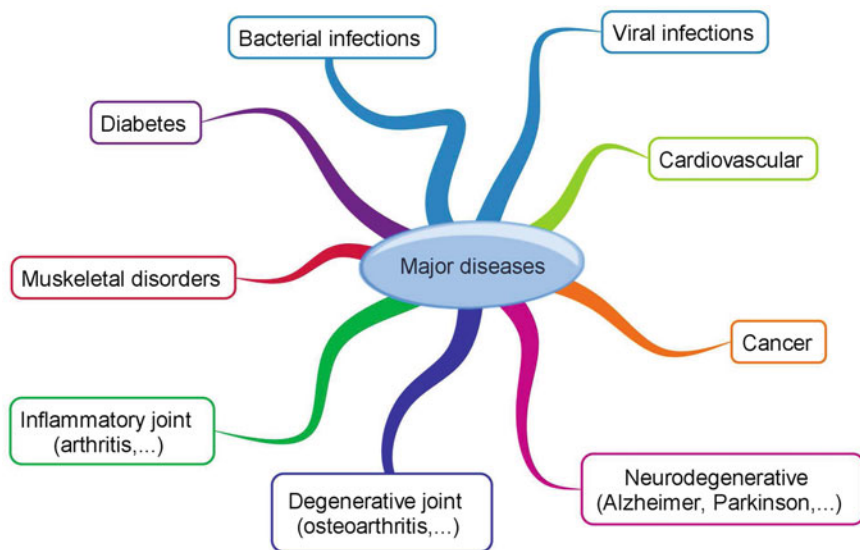 Bacterial infections
Viral infections
Diabetes
Cardiovascular
Major diseases
Muskeletal disorders
Cancer
Inflammatory joint
(arthritis,...)
Degenerative joint
(osteoarthritis,...)
Neurodegenerative
(Alzheimer, Parkinson,...)